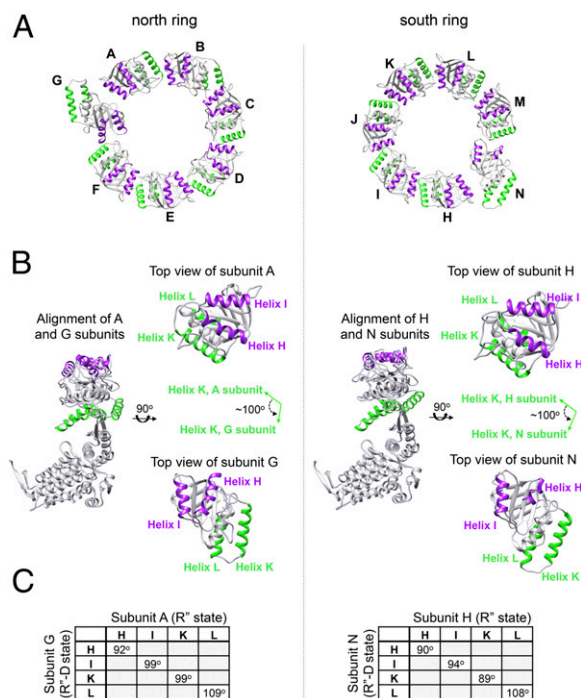 A
north ring
south ring
A
B
G
C
D
F
E
K
L
M
J
I
N
H
B
Top view of subunit A
Alignment of A
and G subunits
Helix L
Helix I
Helix K
Helix H
90°
Helix K, A subunit
~100°
Helix K, G subunit
Top view of subunit G
Helix H
Helix I
Helix L
Helix K
Top view of subunit H
Alignment of H
and N subunits
Helix L
Helix I
Helix K
Helix H
90°
Helix K, H subunit
~100°
Helix K, N subunit
Top view of subunit N
Helix H
Helix I
Helix L
Helix K
C
Subunit A (R" state)
Subunit G
(R"-D state)
H I K L
H 92°
I 99°
K 99°
L 109°
Subunit H (R" state)
Subunit N
(R"-D state)
H I K L
H 90°
I 94°
K 89°
L 108°